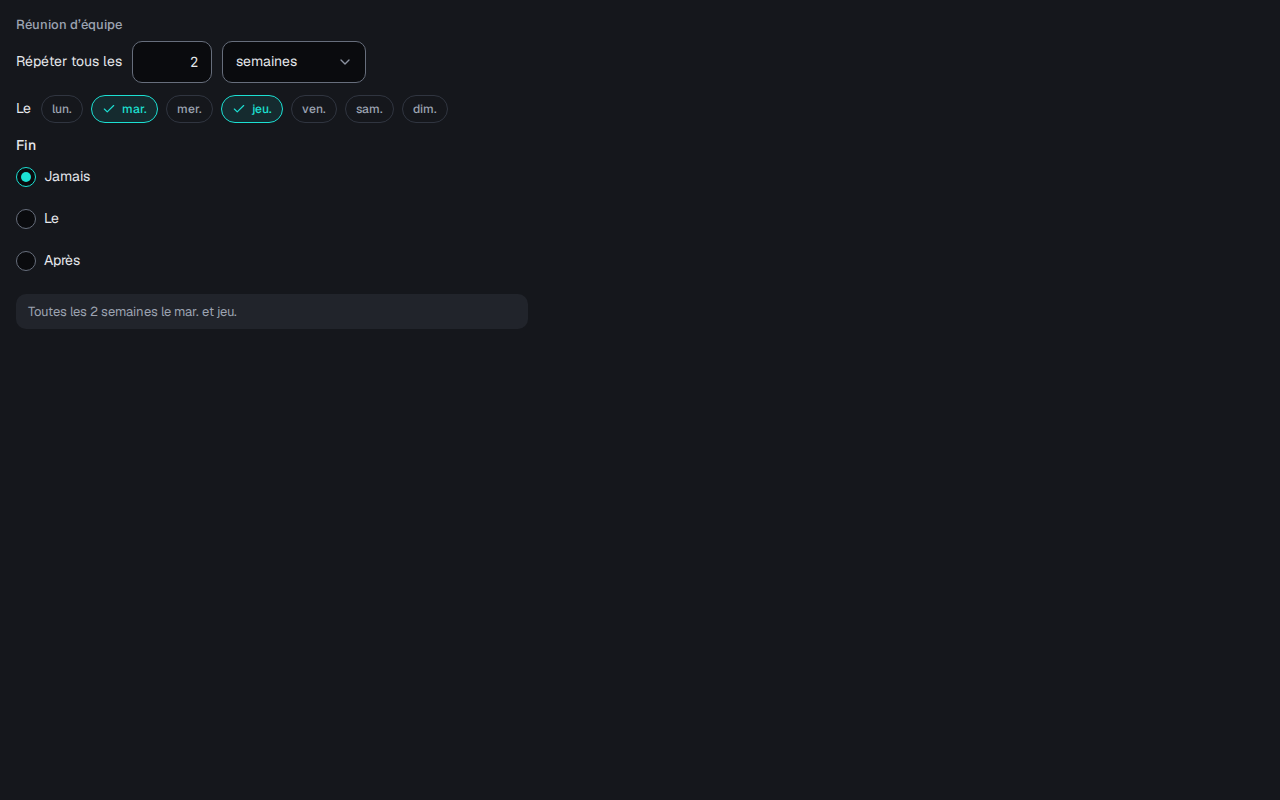 Réunion d’équipe
Répéter tous les 2 semaines
Le lun. mar. mer. jeu. ven. sam. dim.
Fin
Jamais
Le
Après
Toutes les 2 semaines le mar. et jeu.